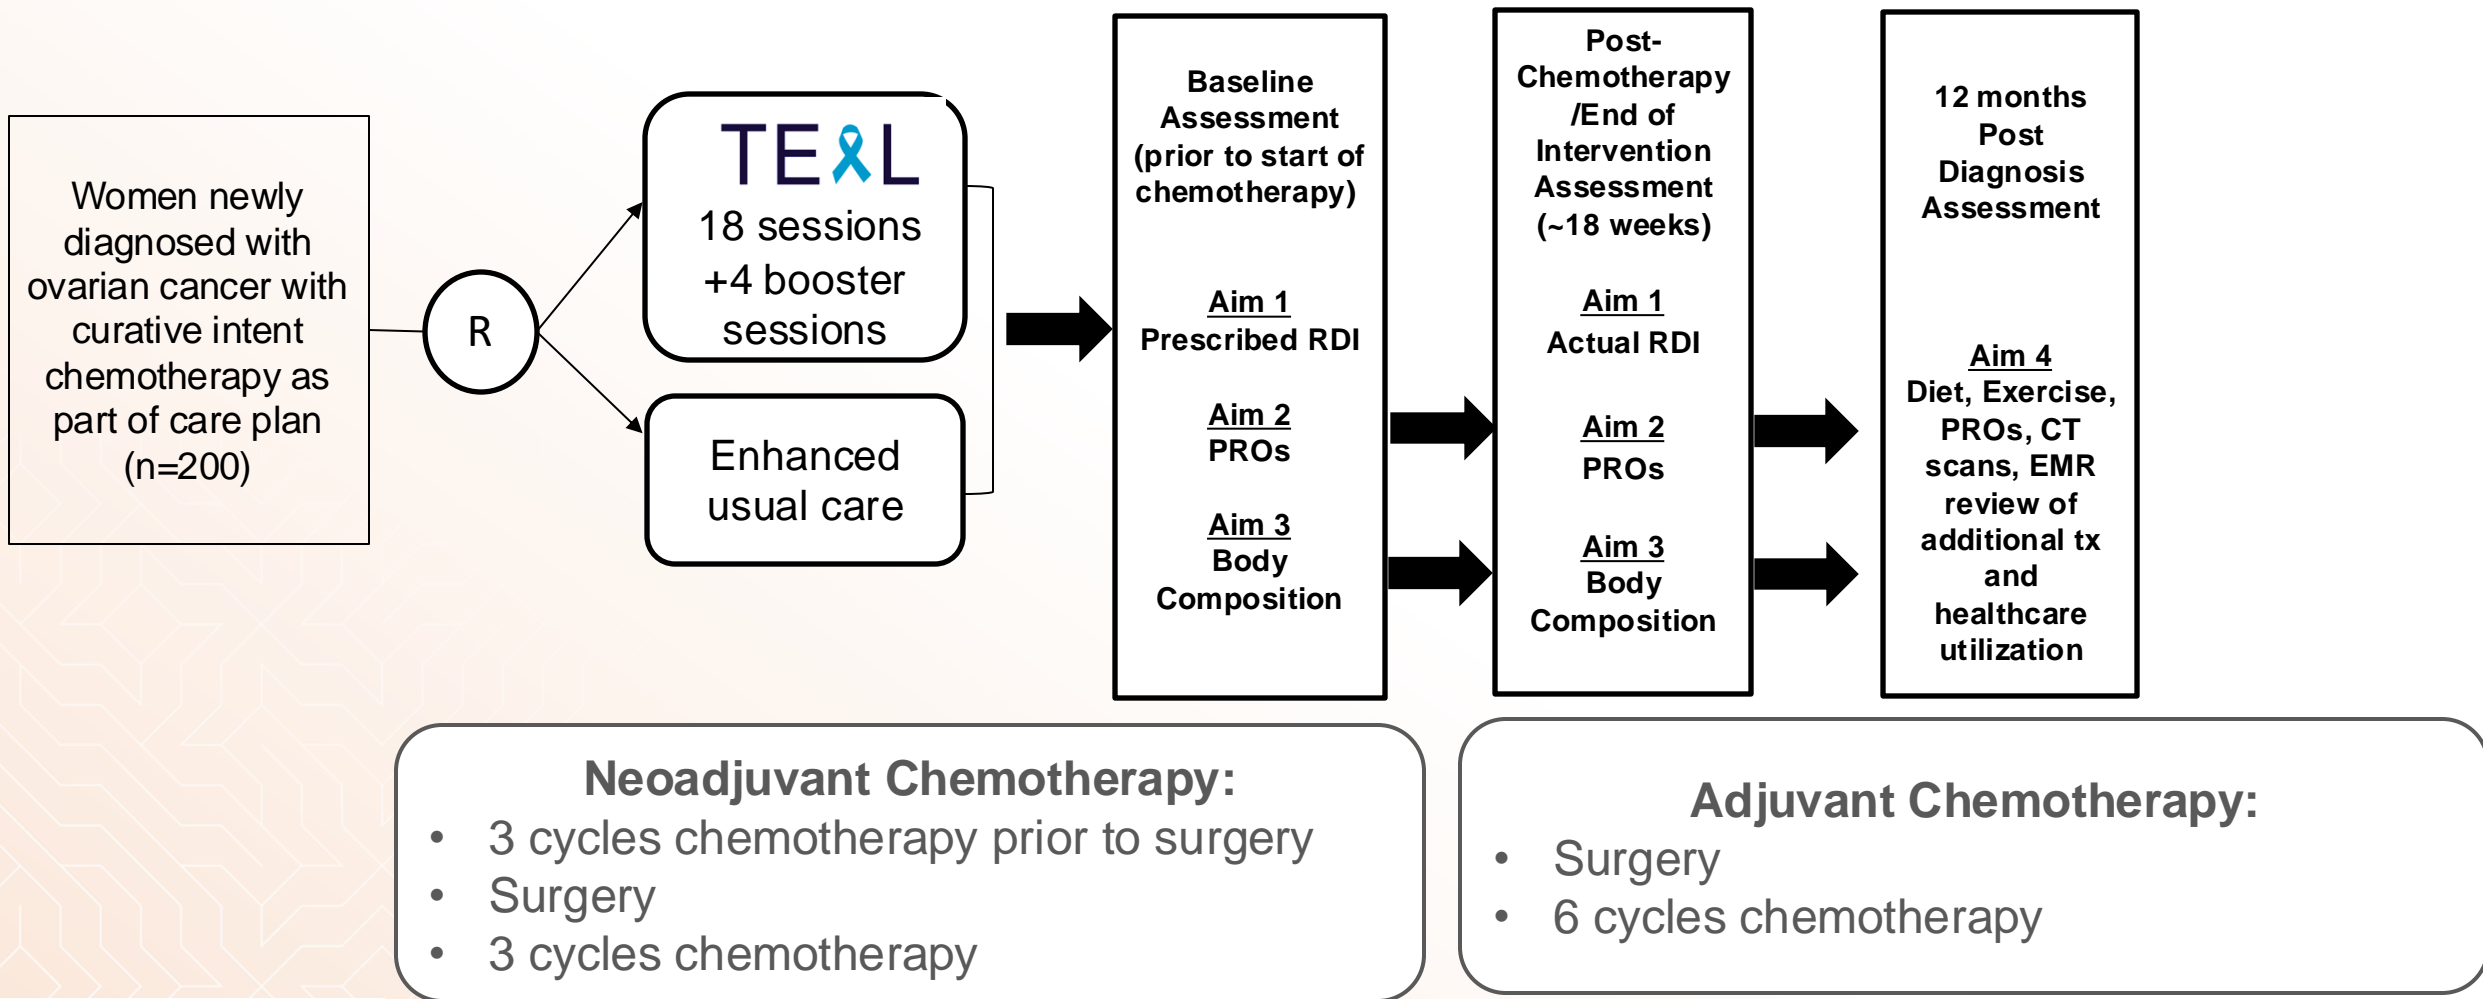 Women newly
diagnosed with
ovarian cancer with
curative intent
chemotherapy as
part of care plan
(n=200)
R
TEAL
18 sessions
+4 booster
sessions
Enhanced
usual care
Baseline
Assessment
(prior to start of
chemotherapy)
Aim 1
Prescribed RDI
Aim 2
PROs
Aim 3
Body
Composition
Post-
Chemotherapy
/End of
Intervention
Assessment
(~18 weeks)
Aim 1
Actual RDI
Aim 2
PROs
Aim 3
Body
Composition
12 months
Post
Diagnosis
Assessment
Aim 4
Diet, Exercise,
PROs, CT
scans, EMR
review of
additional tx
and
healthcare
utilization
Neoadjuvant Chemotherapy:
• 3 cycles chemotherapy prior to surgery
• Surgery
• 3 cycles chemotherapy
Adjuvant Chemotherapy:
• Surgery
• 6 cycles chemotherapy